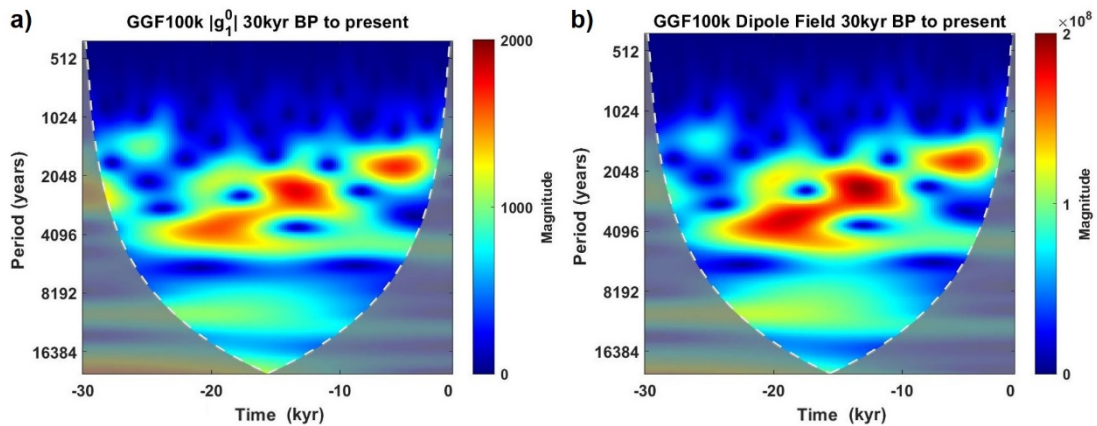 a)
GGF100k |g₁⁰| 30kyr BP to present
Period (years)
512
1024
2048
4096
8192
16384
-30
-20
-10
0
Time (kyr)
2000
1000
0
Magnitude
b)
GGF100k Dipole Field 30kyr BP to present
Period (years)
512
1024
2048
4096
8192
16384
-30
-20
-10
0
Time (kyr)
×10⁸
2
1
0
Magnitude